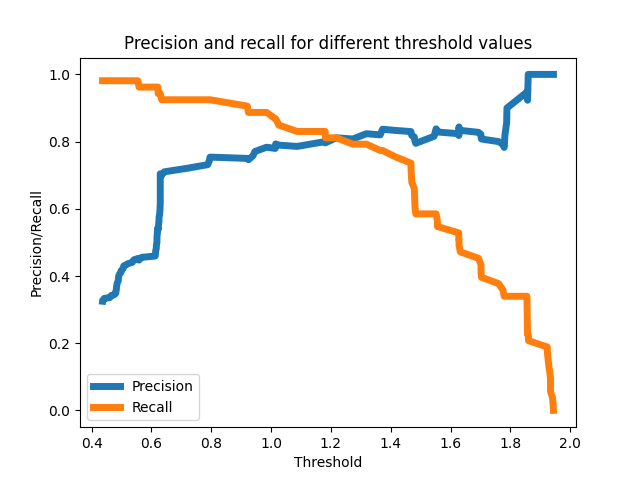 Precision and recall for different threshold values
Precision/Recall
1.0
0.8
0.6
0.4
0.2
0.0
Precision
Recall
0.4 0.6 0.8 1.0 1.2 1.4 1.6 1.8 2.0
Threshold